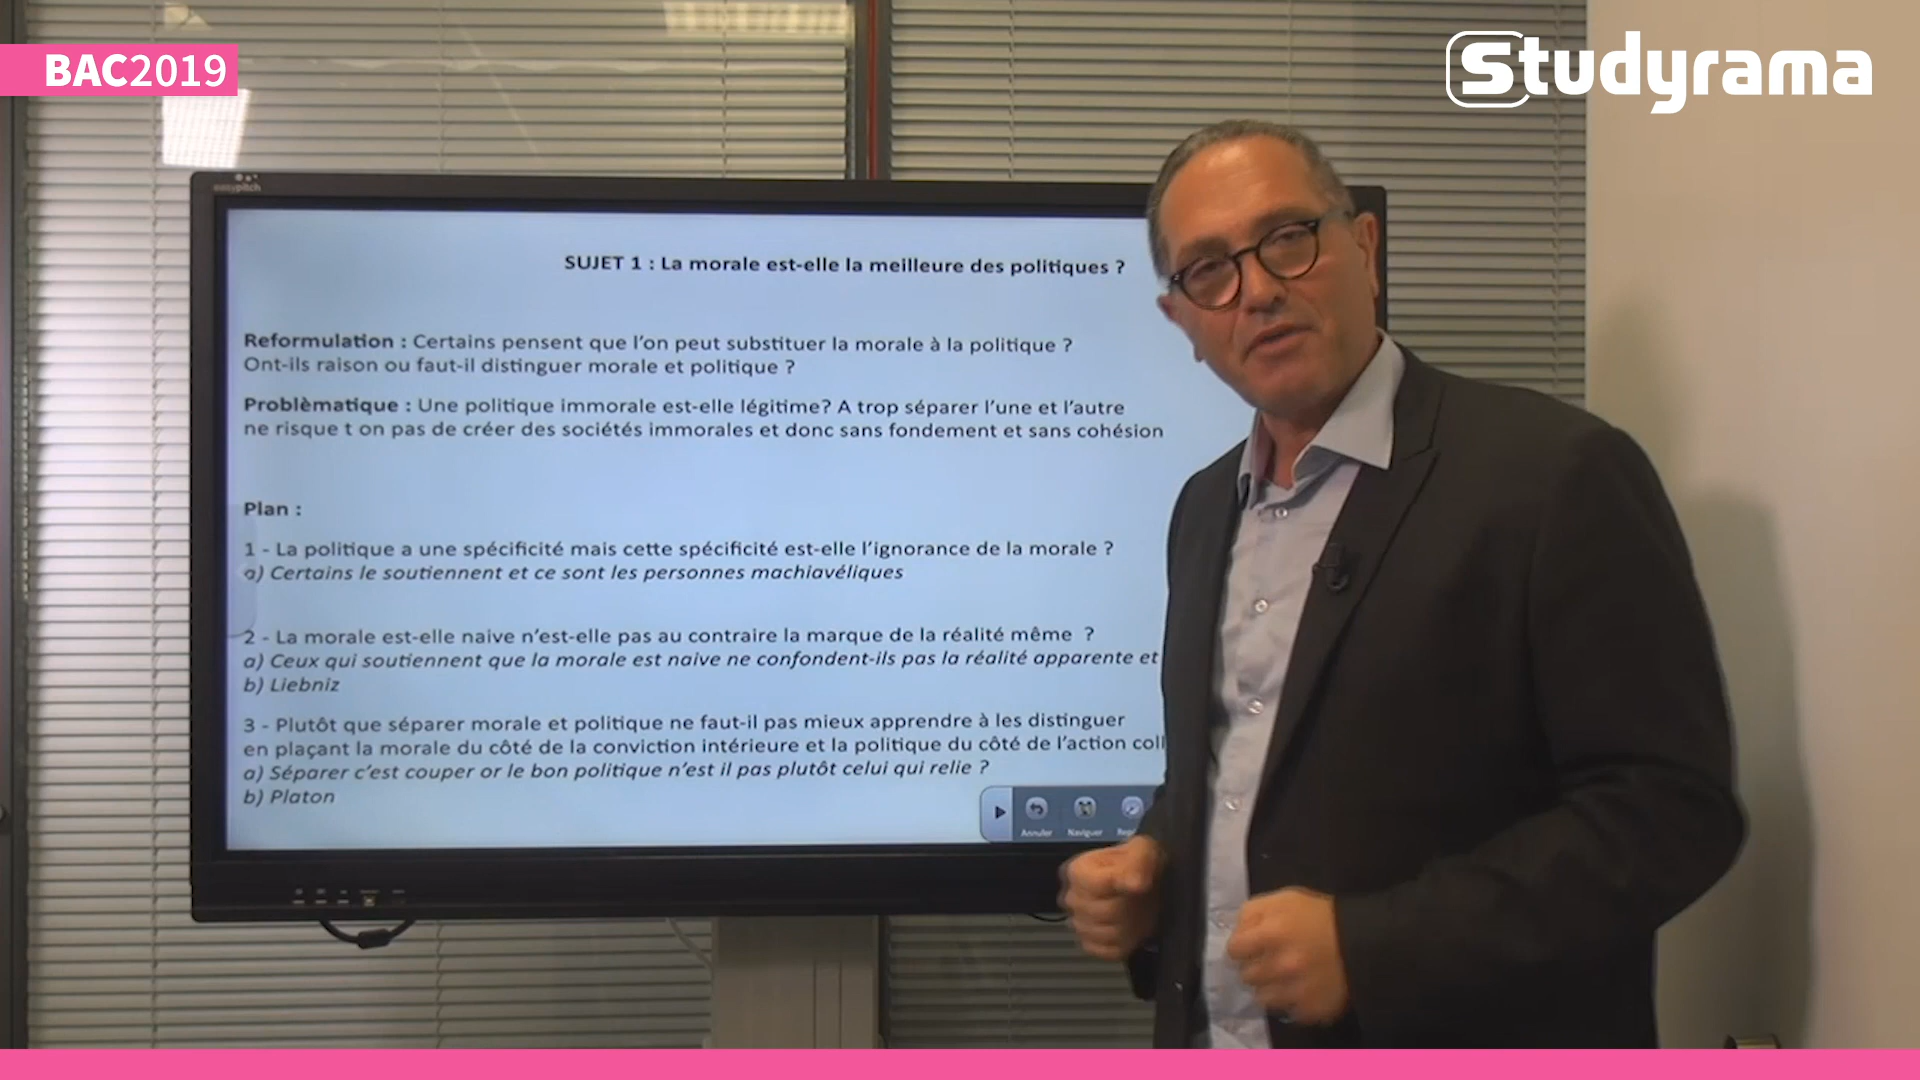 BAC2019
Studyrama
easypitch
SUJET 1 : La morale est-elle la meilleure des politiques ?
Reformulation : Certains pensent que l'on peut substituer la morale à la politique ?
Ont-ils raison ou faut-il distinguer morale et politique ?
Problèmatique : Une politique immorale est-elle légitime? A trop séparer l'une et l'autre
ne risque t on pas de créer des sociétés immorales et donc sans fondement et sans cohésion
Plan :
1 - La politique a une spécificité mais cette spécificité est-elle l'ignorance de la morale ?
a) Certains le soutiennent et ce sont les personnes machiavéliques
2 - La morale est-elle naive n'est-elle pas au contraire la marque de la réalité même ?
a) Ceux qui soutiennent que la morale est naive ne confondent-ils pas la réalité apparente et
b) Liebniz
3 - Plutôt que séparer morale et politique ne faut-il pas mieux apprendre à les distinguer
en plaçant la morale du côté de la conviction intérieure et la politique du côté de l'action coll
a) Séparer c'est couper or le bon politique n'est il pas plutôt celui qui relie ?
b) Platon
Annuler Naviguer